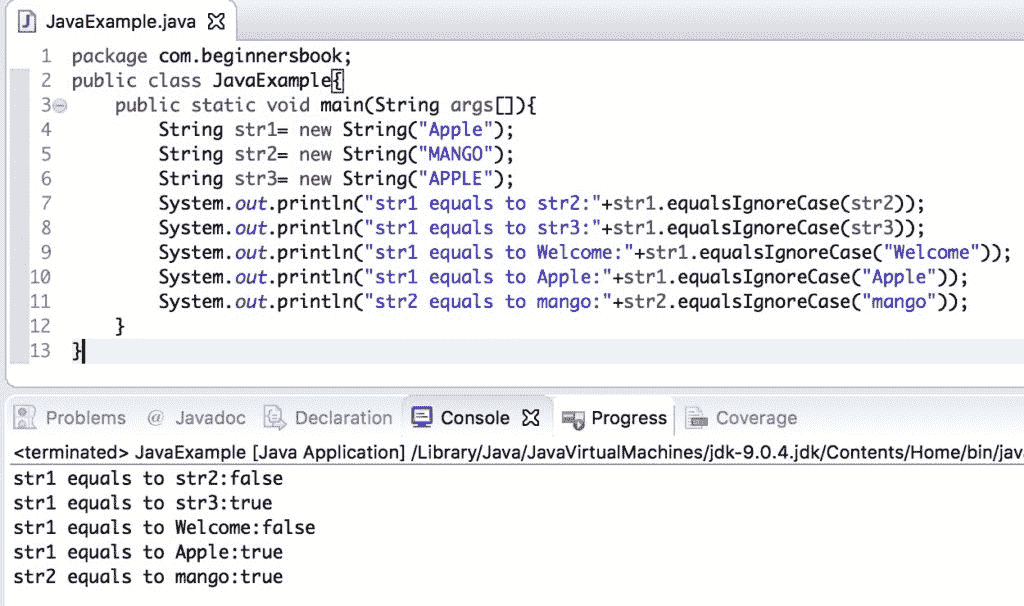 JavaExample.java
1 package com.beginnersbook;
2 public class JavaExample{
3 public static void main(String args[]){
4 String str1= new String("Apple");
5 String str2= new String("MANGO");
6 String str3= new String("APPLE");
7 System.out.println("str1 equals to str2:"+str1.equalsIgnoreCase(str2));
8 System.out.println("str1 equals to str3:"+str1.equalsIgnoreCase(str3));
9 System.out.println("str1 equals to Welcome:"+str1.equalsIgnoreCase("Welcome"));
10 System.out.println("str1 equals to Apple:"+str1.equalsIgnoreCase("Apple"));
11 System.out.println("str2 equals to mango:"+str2.equalsIgnoreCase("mango"));
12 }
13 }
Problems @ Javadoc Declaration Console Progress Coverage
<terminated> JavaExample [Java Application] /Library/Java/JavaVirtualMachines/jdk-9.0.4.jdk/Contents/Home/bin/jav
str1 equals to str2:false
str1 equals to str3:true
str1 equals to Welcome:false
str1 equals to Apple:true
str2 equals to mango:true